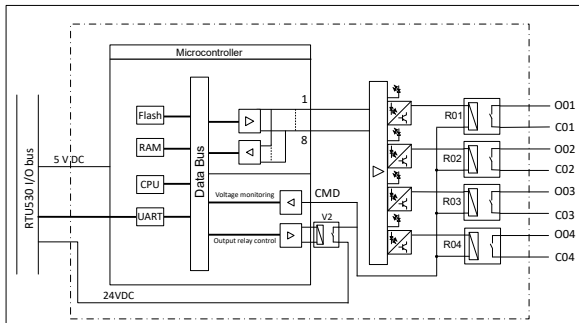 Microcontroller
Flash
RAM
CPU
UART
Data Bus
RTU530 I/O bus
5 V DC
24VDC
1
8
Voltage monitoring
CMD
Output relay control
V2
R01
R02
R03
R04
O01
C01
O02
C02
O03
C03
O04
C04